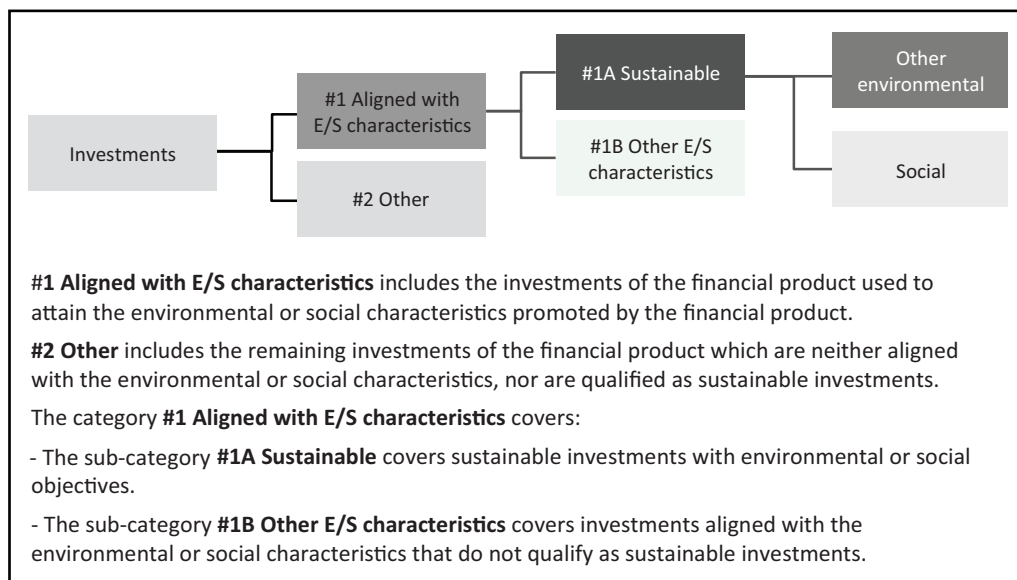 Investments
#1 Aligned with
E/S characteristics
#2 Other
#1A Sustainable
#1B Other E/S
characteristics
Other
environmental
Social
#1 Aligned with E/S characteristics includes the investments of the financial product used to
attain the environmental or social characteristics promoted by the financial product.
#2 Other includes the remaining investments of the financial product which are neither aligned
with the environmental or social characteristics, nor are qualified as sustainable investments.
The category #1 Aligned with E/S characteristics covers:
- The sub-category #1A Sustainable covers sustainable investments with environmental or social
objectives.
- The sub-category #1B Other E/S characteristics covers investments aligned with the
environmental or social characteristics that do not qualify as sustainable investments.